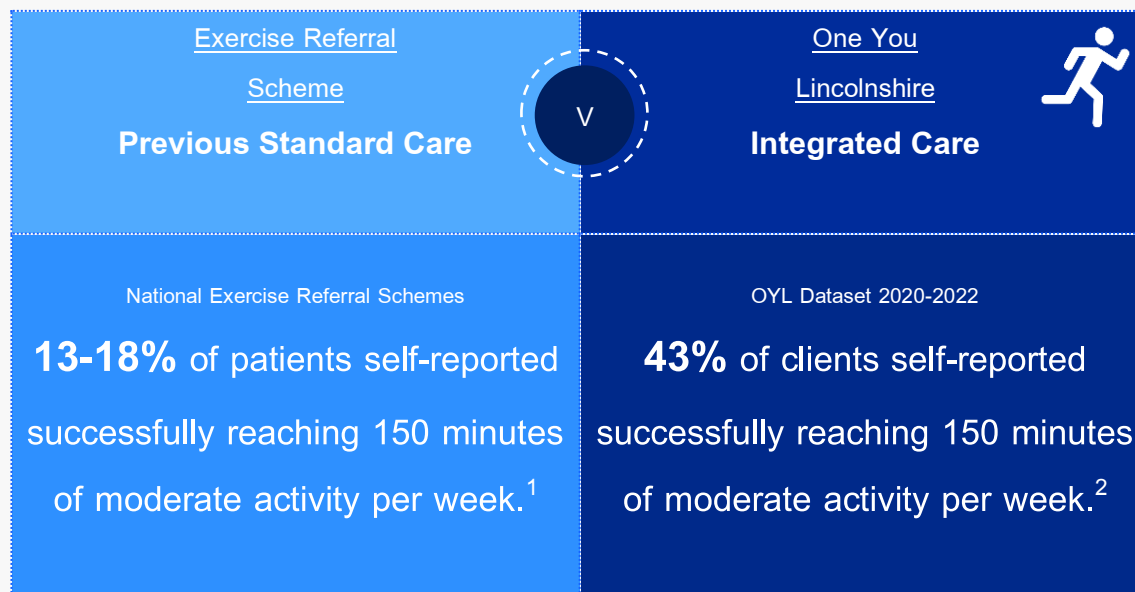 Exercise Referral
Scheme
Previous Standard Care
V
One You
Lincolnshire
Integrated Care
National Exercise Referral Schemes
13-18% of patients self-reported
successfully reaching 150 minutes
of moderate activity per week.1
OYL Dataset 2020-2022
43% of clients self-reported
successfully reaching 150 minutes
of moderate activity per week.2